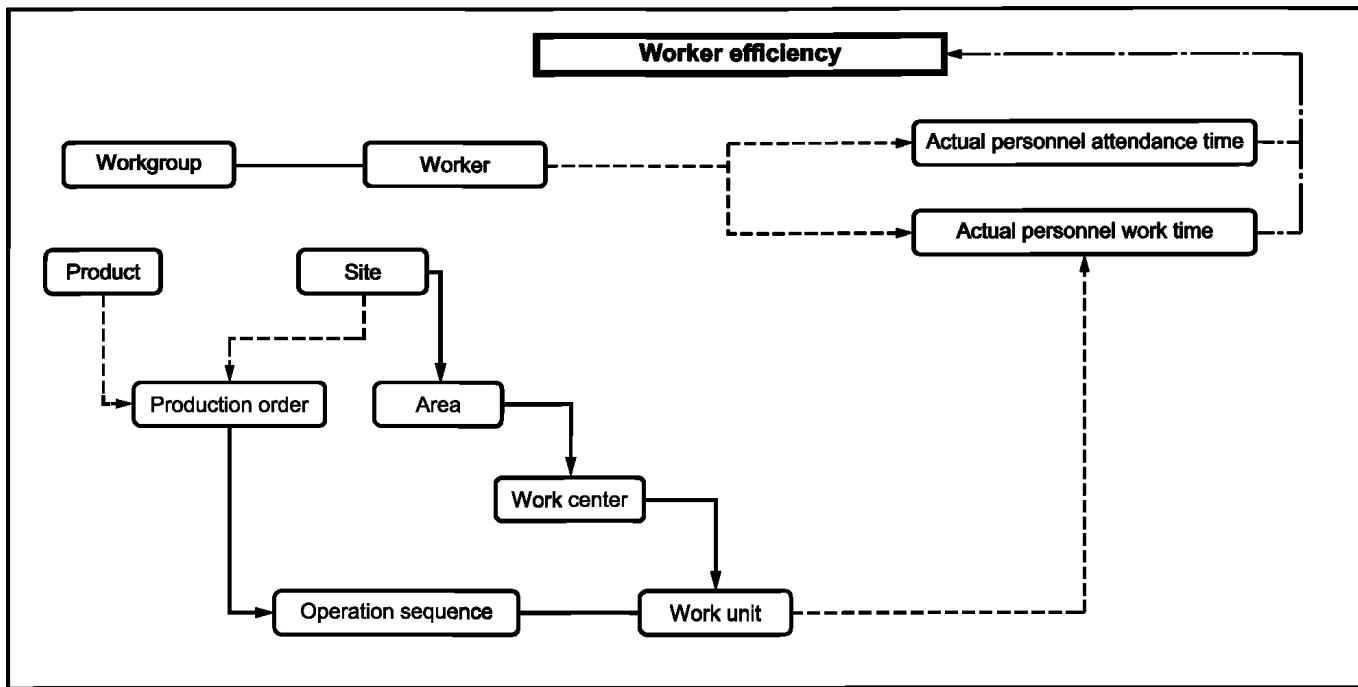 Worker efficiency
Actual personnel attendance time
Workgroup
Worker
Actual personnel work time
Product
Site
Production order
Area
Work center
Operation sequence
Work unit